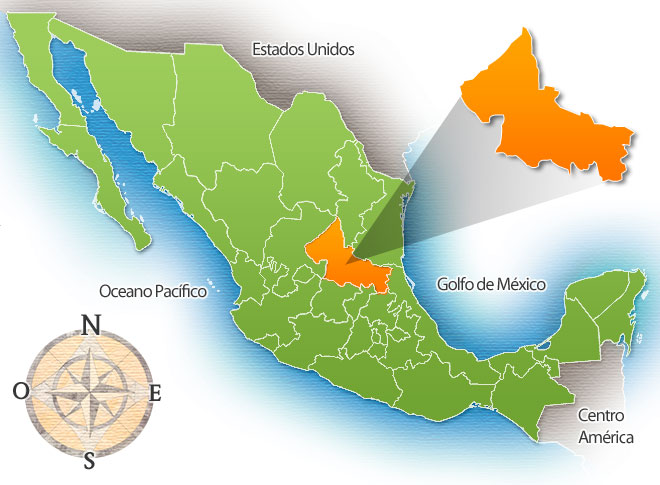 Estados Unidos
Golfo de México
Oceano Pacífico
N
O
E
S
Centro
América